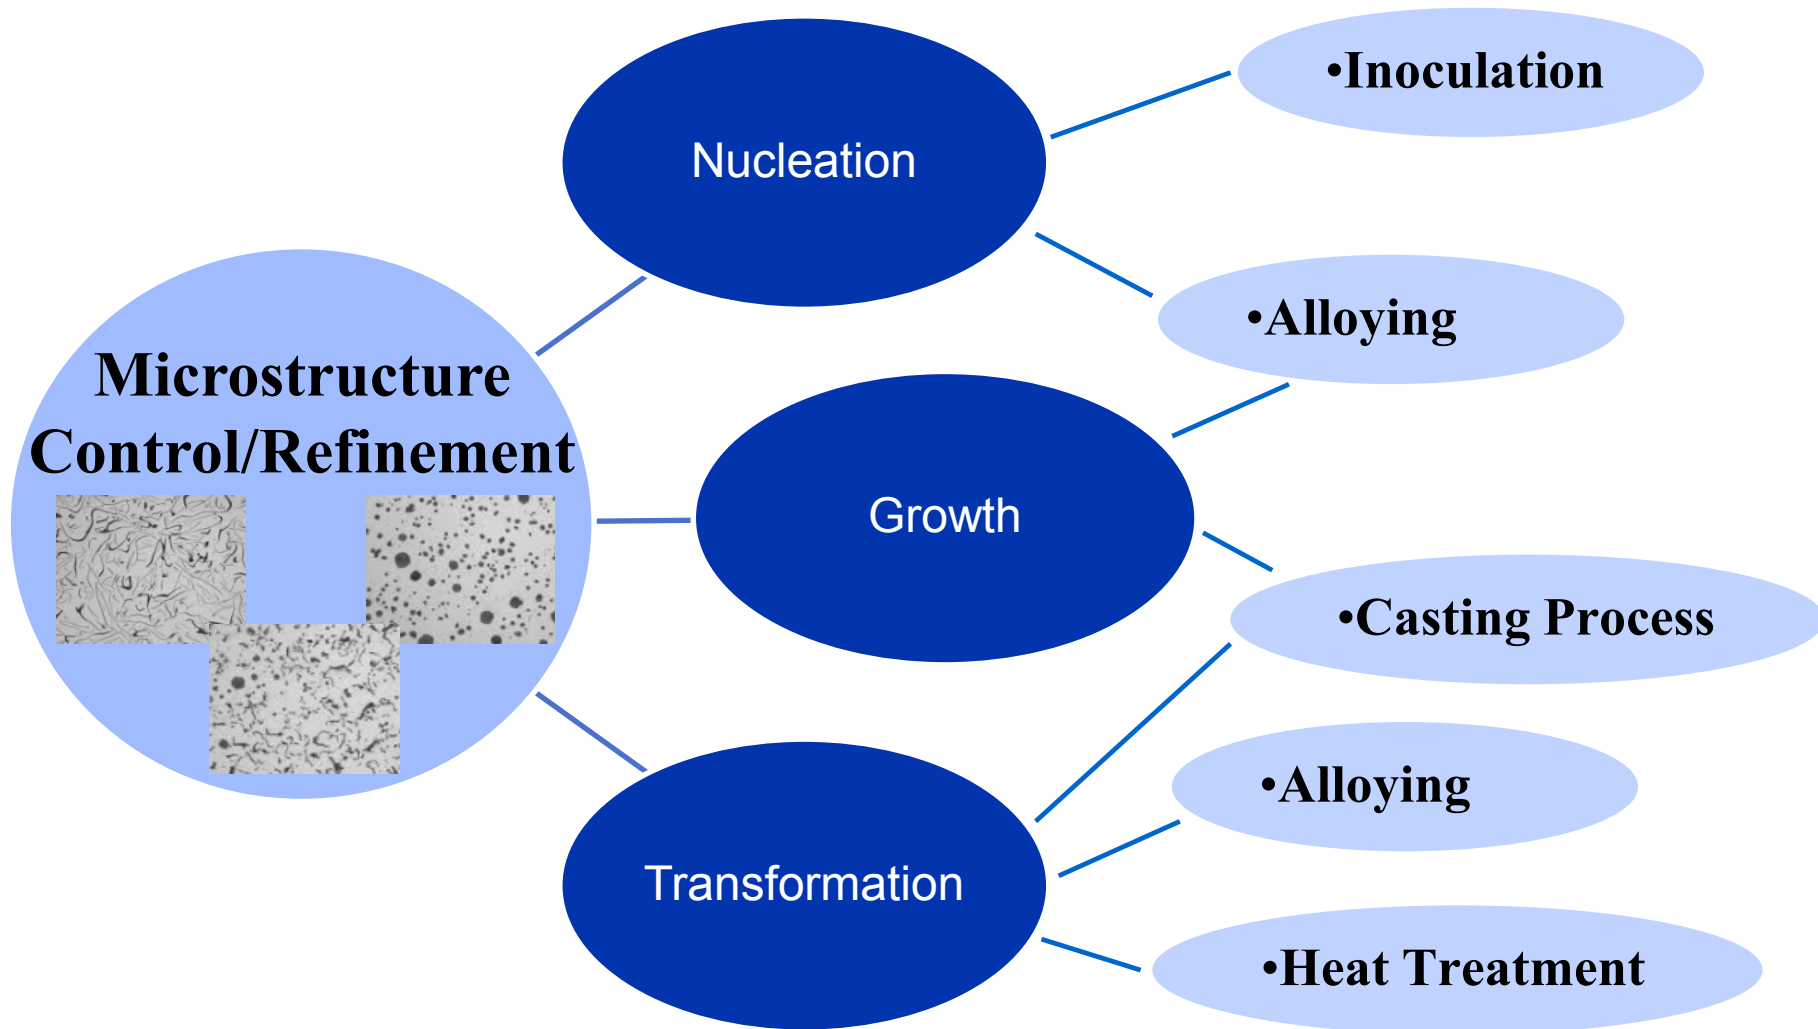 Microstructure
Control/Refinement
Nucleation
Growth
Transformation
•Inoculation
•Alloying
•Casting Process
•Alloying
•Heat Treatment